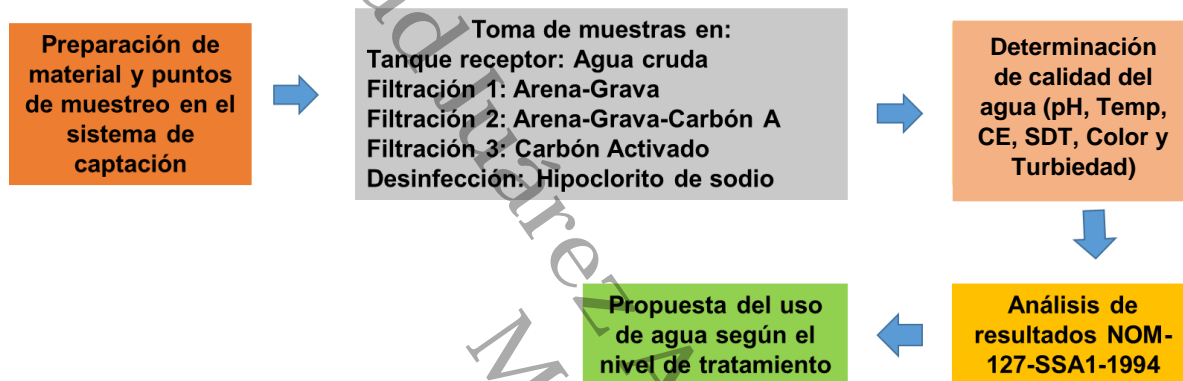 Preparación de
material y puntos
de muestreo en el
sistema de
captación
Toma de muestras en:
Tanque receptor: Agua cruda
Filtración 1: Arena-Grava
Filtración 2: Arena-Grava-Carbón A
Filtración 3: Carbón Activado
Desinfección: Hipoclorito de sodio
Determinación
de calidad del
agua (pH, Temp,
CE, SDT, Color y
Turbiedad)
Análisis de
resultados NOM-
127-SSA1-1994
Propuesta del uso
de agua según el
nivel de tratamiento
Juárez